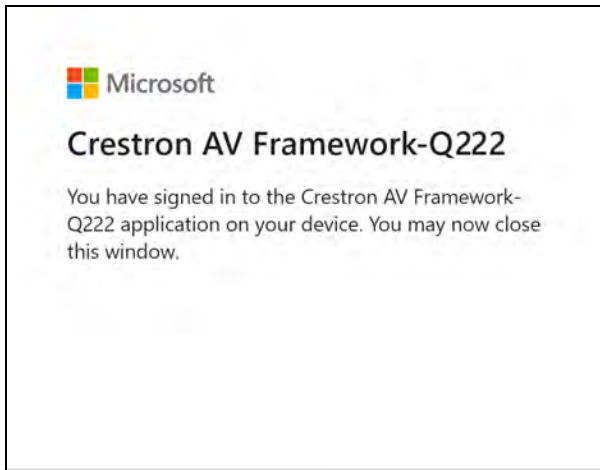 Microsoft
Crestron AV Framework-Q222
You have signed in to the Crestron AV Framework-
Q222 application on your device. You may now close
this window.